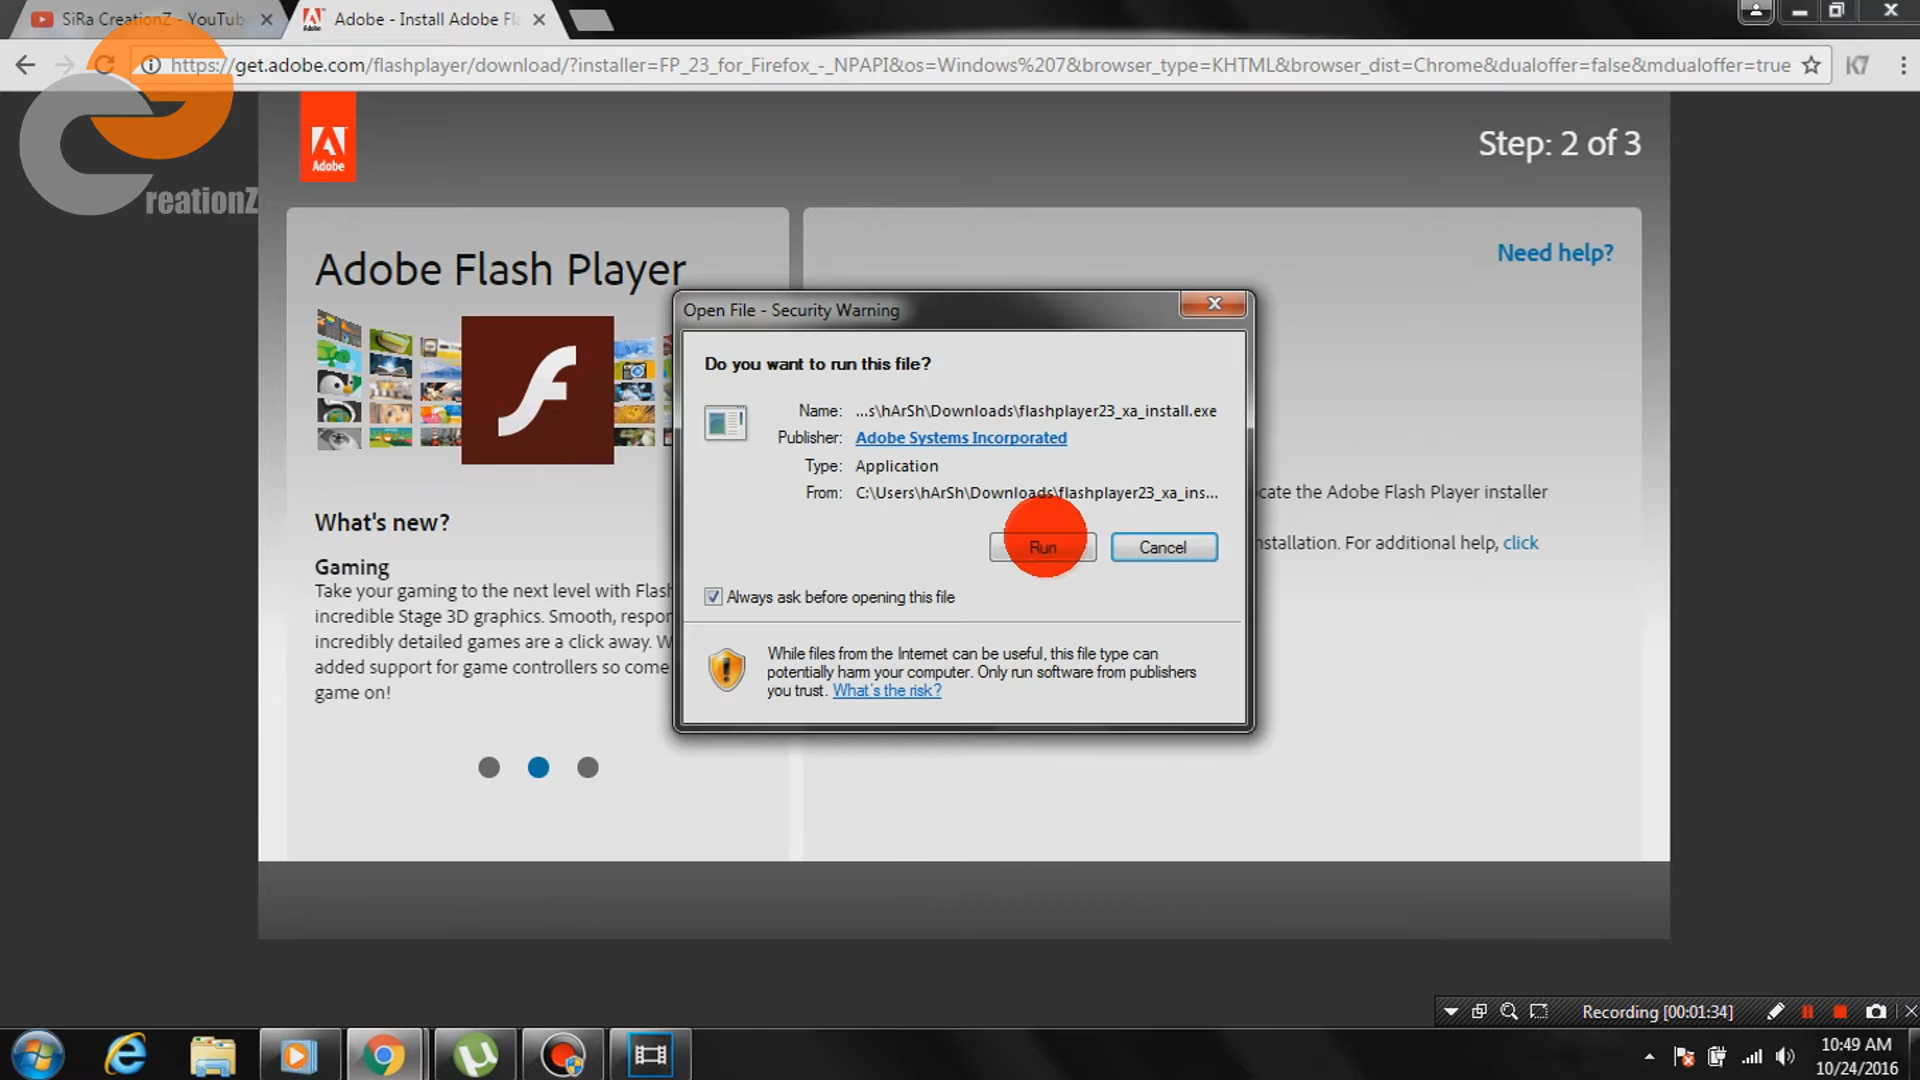 SiRa CreationZ - YouTub
Adobe - Install Adobe Fla
https://get.adobe.com/flashplayer/download/?installer=FP_23_for_Firefox_-_NPAPI&os=Windows%207&browser_type=KHTML&browser_dist=Chrome&dualoffer=false&mdualoffer=true
K7
reationZ
Adobe
Step: 2 of 3
Need help?
Adobe Flash Player
What's new?
Gaming
Take your gaming to the next level with Flash
incredible Stage 3D graphics. Smooth, respon
incredibly detailed games are a click away. W
added support for game controllers so come
game on!
cate the Adobe Flash Player installer
nstallation. For additional help, click
Open File - Security Warning
Do you want to run this file?
Name: ...s\hArSh\Downloads\flashplayer23_xa_install.exe
Publisher: Adobe Systems Incorporated
Type: Application
From: C:\Users\hArSh\Downloads\flashplayer23_xa_ins...
Run
Cancel
Always ask before opening this file
While files from the Internet can be useful, this file type can
potentially harm your computer. Only run software from publishers
you trust. What's the risk?
Recording [00:01:34]
10:49 AM
10/24/2016